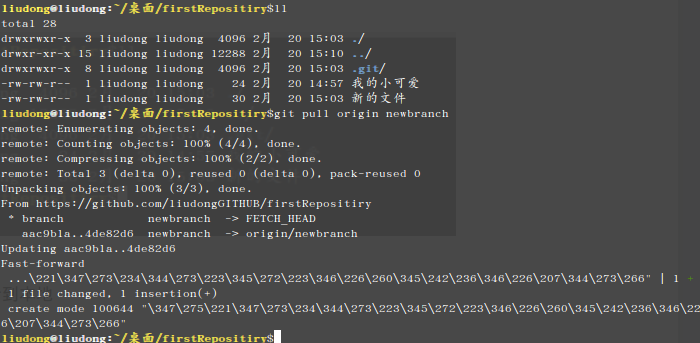 liudong@liudong:~/桌面/firstRepositiry$ll
total 28
drwxrwxr-x  3 liudong liudong  4096 2月  20 15:03 ./
drwxr-xr-x 15 liudong liudong 12288 2月  20 15:10 ../
drwxrwxr-x  8 liudong liudong  4096 2月  20 15:03 .git/
-rw-rw-r--  1 liudong liudong    24 2月  20 14:57 我的小可爱
-rw-rw-r--  1 liudong liudong    30 2月  20 15:03 新的文件
liudong@liudong:~/桌面/firstRepositiry$git pull origin newbranch
remote: Enumerating objects: 4, done.
remote: Counting objects: 100% (4/4), done.
remote: Compressing objects: 100% (2/2), done.
remote: Total 3 (delta 0), reused 0 (delta 0), pack-reused 0
Unpacking objects: 100% (3/3), done.
From https://github.com/liudongGITHUB/firstRepositiry
 * branch            newbranch  -> FETCH_HEAD
   aac9b1a..4de82d6  newbranch  -> origin/newbranch
Updating aac9b1a..4de82d6
Fast-forward
 ...\221\347\273\234\344\273\223\345\272\223\346\226\260\345\242\236\346\226\207\344\273\266" | 1 +
 1 file changed, 1 insertion(+)
 create mode 100644 "\347\275\221\347\273\234\344\273\223\345\272\223\346\226\260\345\242\236\346\22
6\207\344\273\266"
liudong@liudong:~/桌面/firstRepositiry$